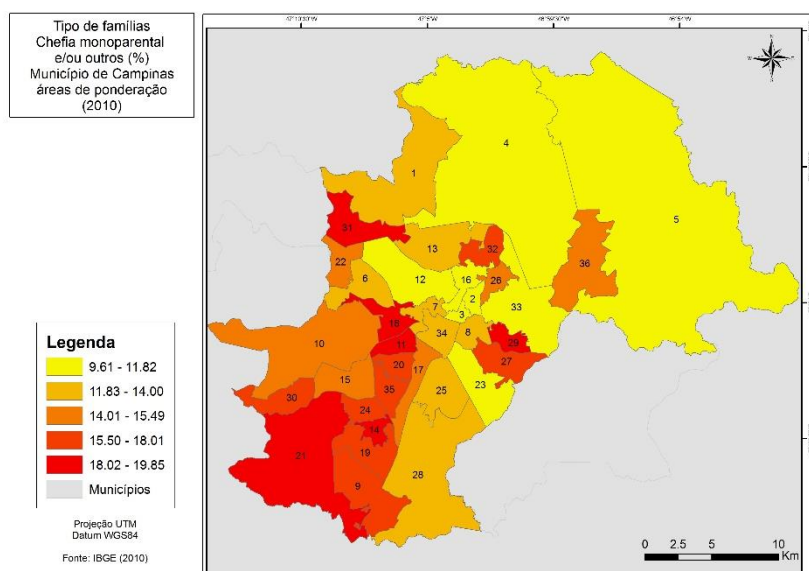 Tipo de famílias
Chefia monoparental
e/ou outros (%)
Município de Campinas
áreas de ponderação
(2010)
1
4
5
31
13
32
22
6
12
16
26
36
2
7
3
33
18
34
8
10
11
29
20
27
15
17
35
23
25
30
24
14
21
19
28
9
Legenda
9.61 - 11.82
11.83 - 14.00
14.01 - 15.49
15.50 - 18.01
18.02 - 19.85
Municípios
Projeção UTM
Datum WGS84
Fonte: IBGE (2010)
0 2.5 5 10
Km